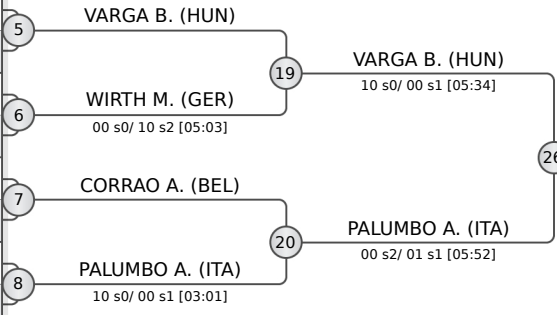 VARGA B. (HUN)
5
19
VARGA B. (HUN)
10 s0/ 00 s1 [05:34]
WIRTH M. (GER)
6
00 s0/ 10 s2 [05:03]
26
CORRAO A. (BEL)
7
20
PALUMBO A. (ITA)
00 s2/ 01 s1 [05:52]
PALUMBO A. (ITA)
8
10 s0/ 00 s1 [03:01]